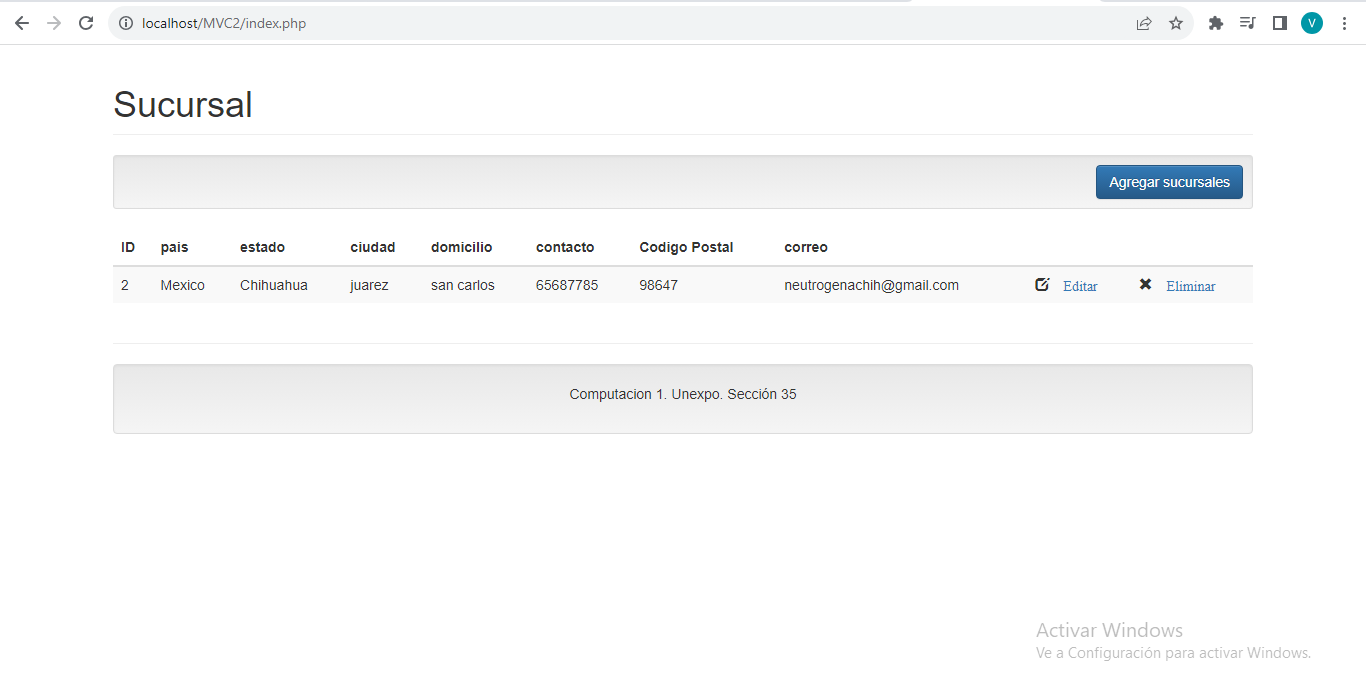 localhost/MVC2/index.php
V
Sucursal
Agregar sucursales
ID pais estado ciudad domicilio contacto Codigo Postal correo
2 Mexico Chihuahua juarez san carlos 65687785 98647 neutrogenachih@gmail.com Editar Eliminar
Computacion 1. Unexpo. Sección 35
Activar Windows
Ve a Configuración para activar Windows.